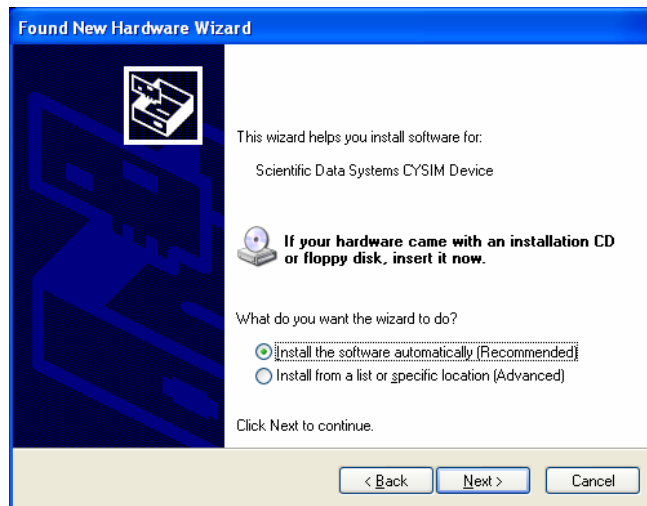 Found New Hardware Wizard
This wizard helps you install software for:
Scientific Data Systems CYSIM Device
If your hardware came with an installation CD
or floppy disk, insert it now.
What do you want the wizard to do?
Install the software automatically (Recommended)
Install from a list or specific location (Advanced)
Click Next to continue.
< Back Next > Cancel